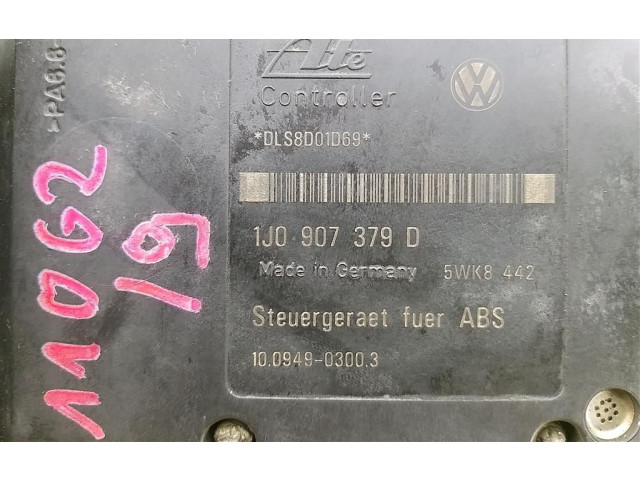 >PA6.6-
Ate
Controller
*DLS8D01D69*
1J0 907 379 D
Made in Germany 5WK8 442
Steuergeraet fuer ABS
10.0949-0300.3
11062
19